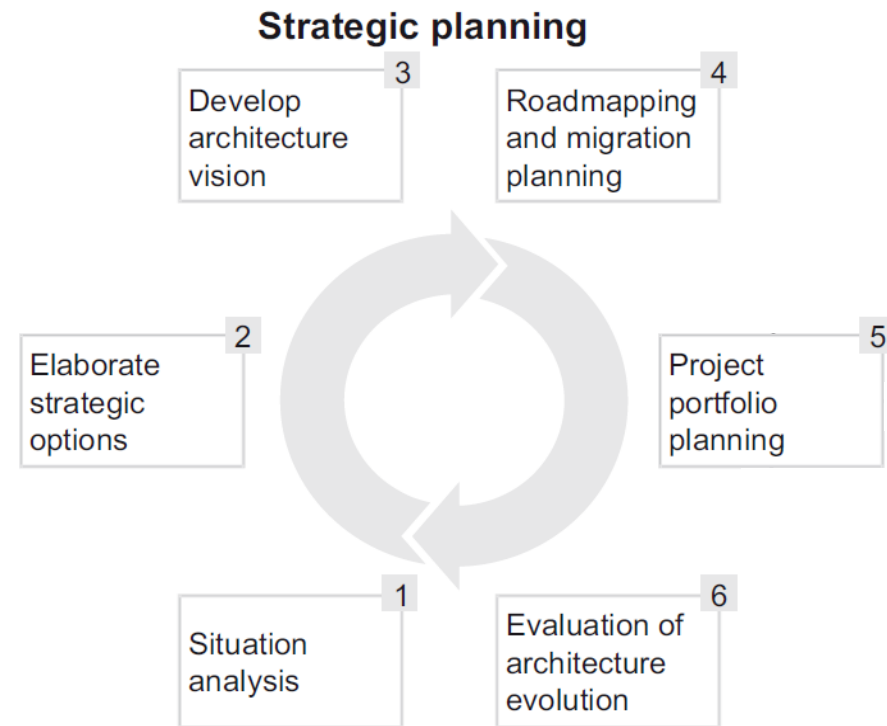 Strategic planning
3
Develop
architecture
vision
4
Roadmapping
and migration
planning
2
Elaborate
strategic
options
5
Project
portfolio
planning
1
Situation
analysis
6
Evaluation of
architecture
evolution